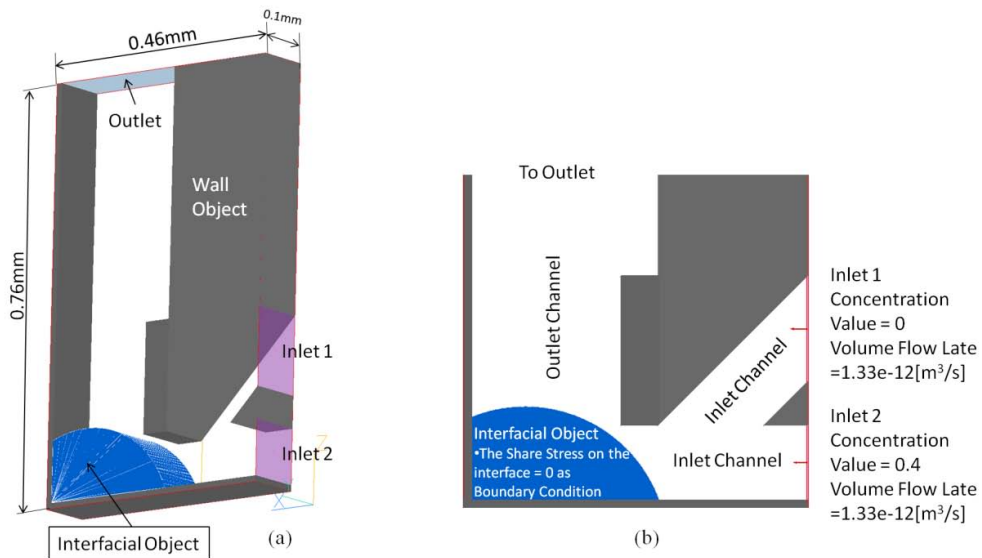 0.1mm
0.46mm
Outlet
Wall
Object
0.76mm
Inlet 1
Inlet 2
Interfacial Object
(a)
To Outlet
Outlet Channel
Inlet Channel
Interfacial Object
•The Share Stress on the
interface = 0 as
Boundary Condition
Inlet Channel
Inlet 1
Concentration
Value = 0
Volume Flow Late
=1.33e-12[m³/s]
Inlet 2
Concentration
Value = 0.4
Volume Flow Late
=1.33e-12[m³/s]
(b)